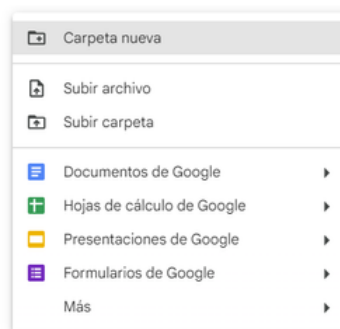 Carpeta nueva
Subir archivo
Subir carpeta
Documentos de Google
Hojas de cálculo de Google
Presentaciones de Google
Formularios de Google
Más